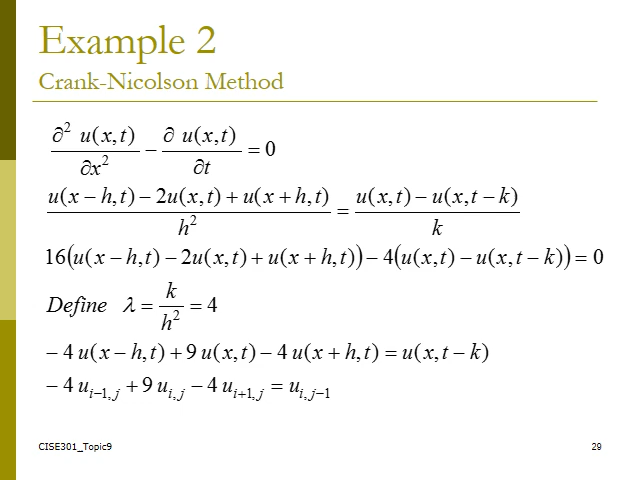 Example 2
Crank-Nicolson Method
∂² u(x,t) / ∂x² − ∂ u(x,t) / ∂t = 0
(u(x − h,t) − 2u(x,t) + u(x + h,t)) / h² = (u(x,t) − u(x,t − k)) / k
16(u(x − h,t) − 2u(x,t) + u(x + h,t)) − 4(u(x,t) − u(x,t − k)) = 0
Define λ = k / h² = 4
− 4 u(x − h,t) + 9 u(x,t) − 4 u(x + h,t) = u(x,t − k)
− 4 u_{i−1,j} + 9 u_{i,j} − 4 u_{i+1,j} = u_{i,j−1}
CISE301_Topic9 29